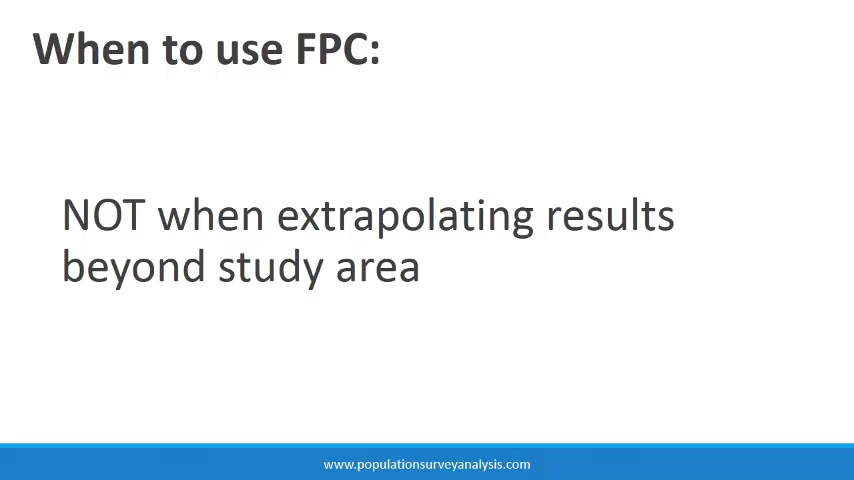 When to use FPC:
NOT when extrapolating results
beyond study area
www.populationsurveyanalysis.com